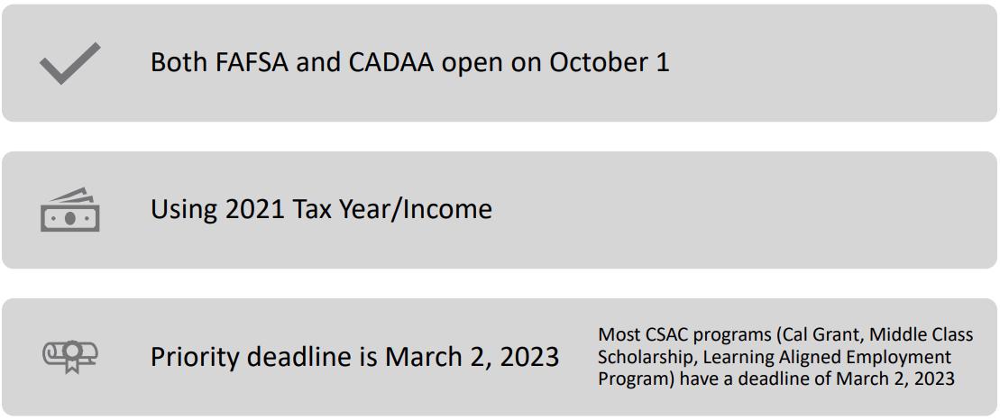 Both FAFSA and CADAA open on October 1
Using 2021 Tax Year/Income
Priority deadline is March 2, 2023
Most CSAC programs (Cal Grant, Middle Class
Scholarship, Learning Aligned Employment
Program) have a deadline of March 2, 2023